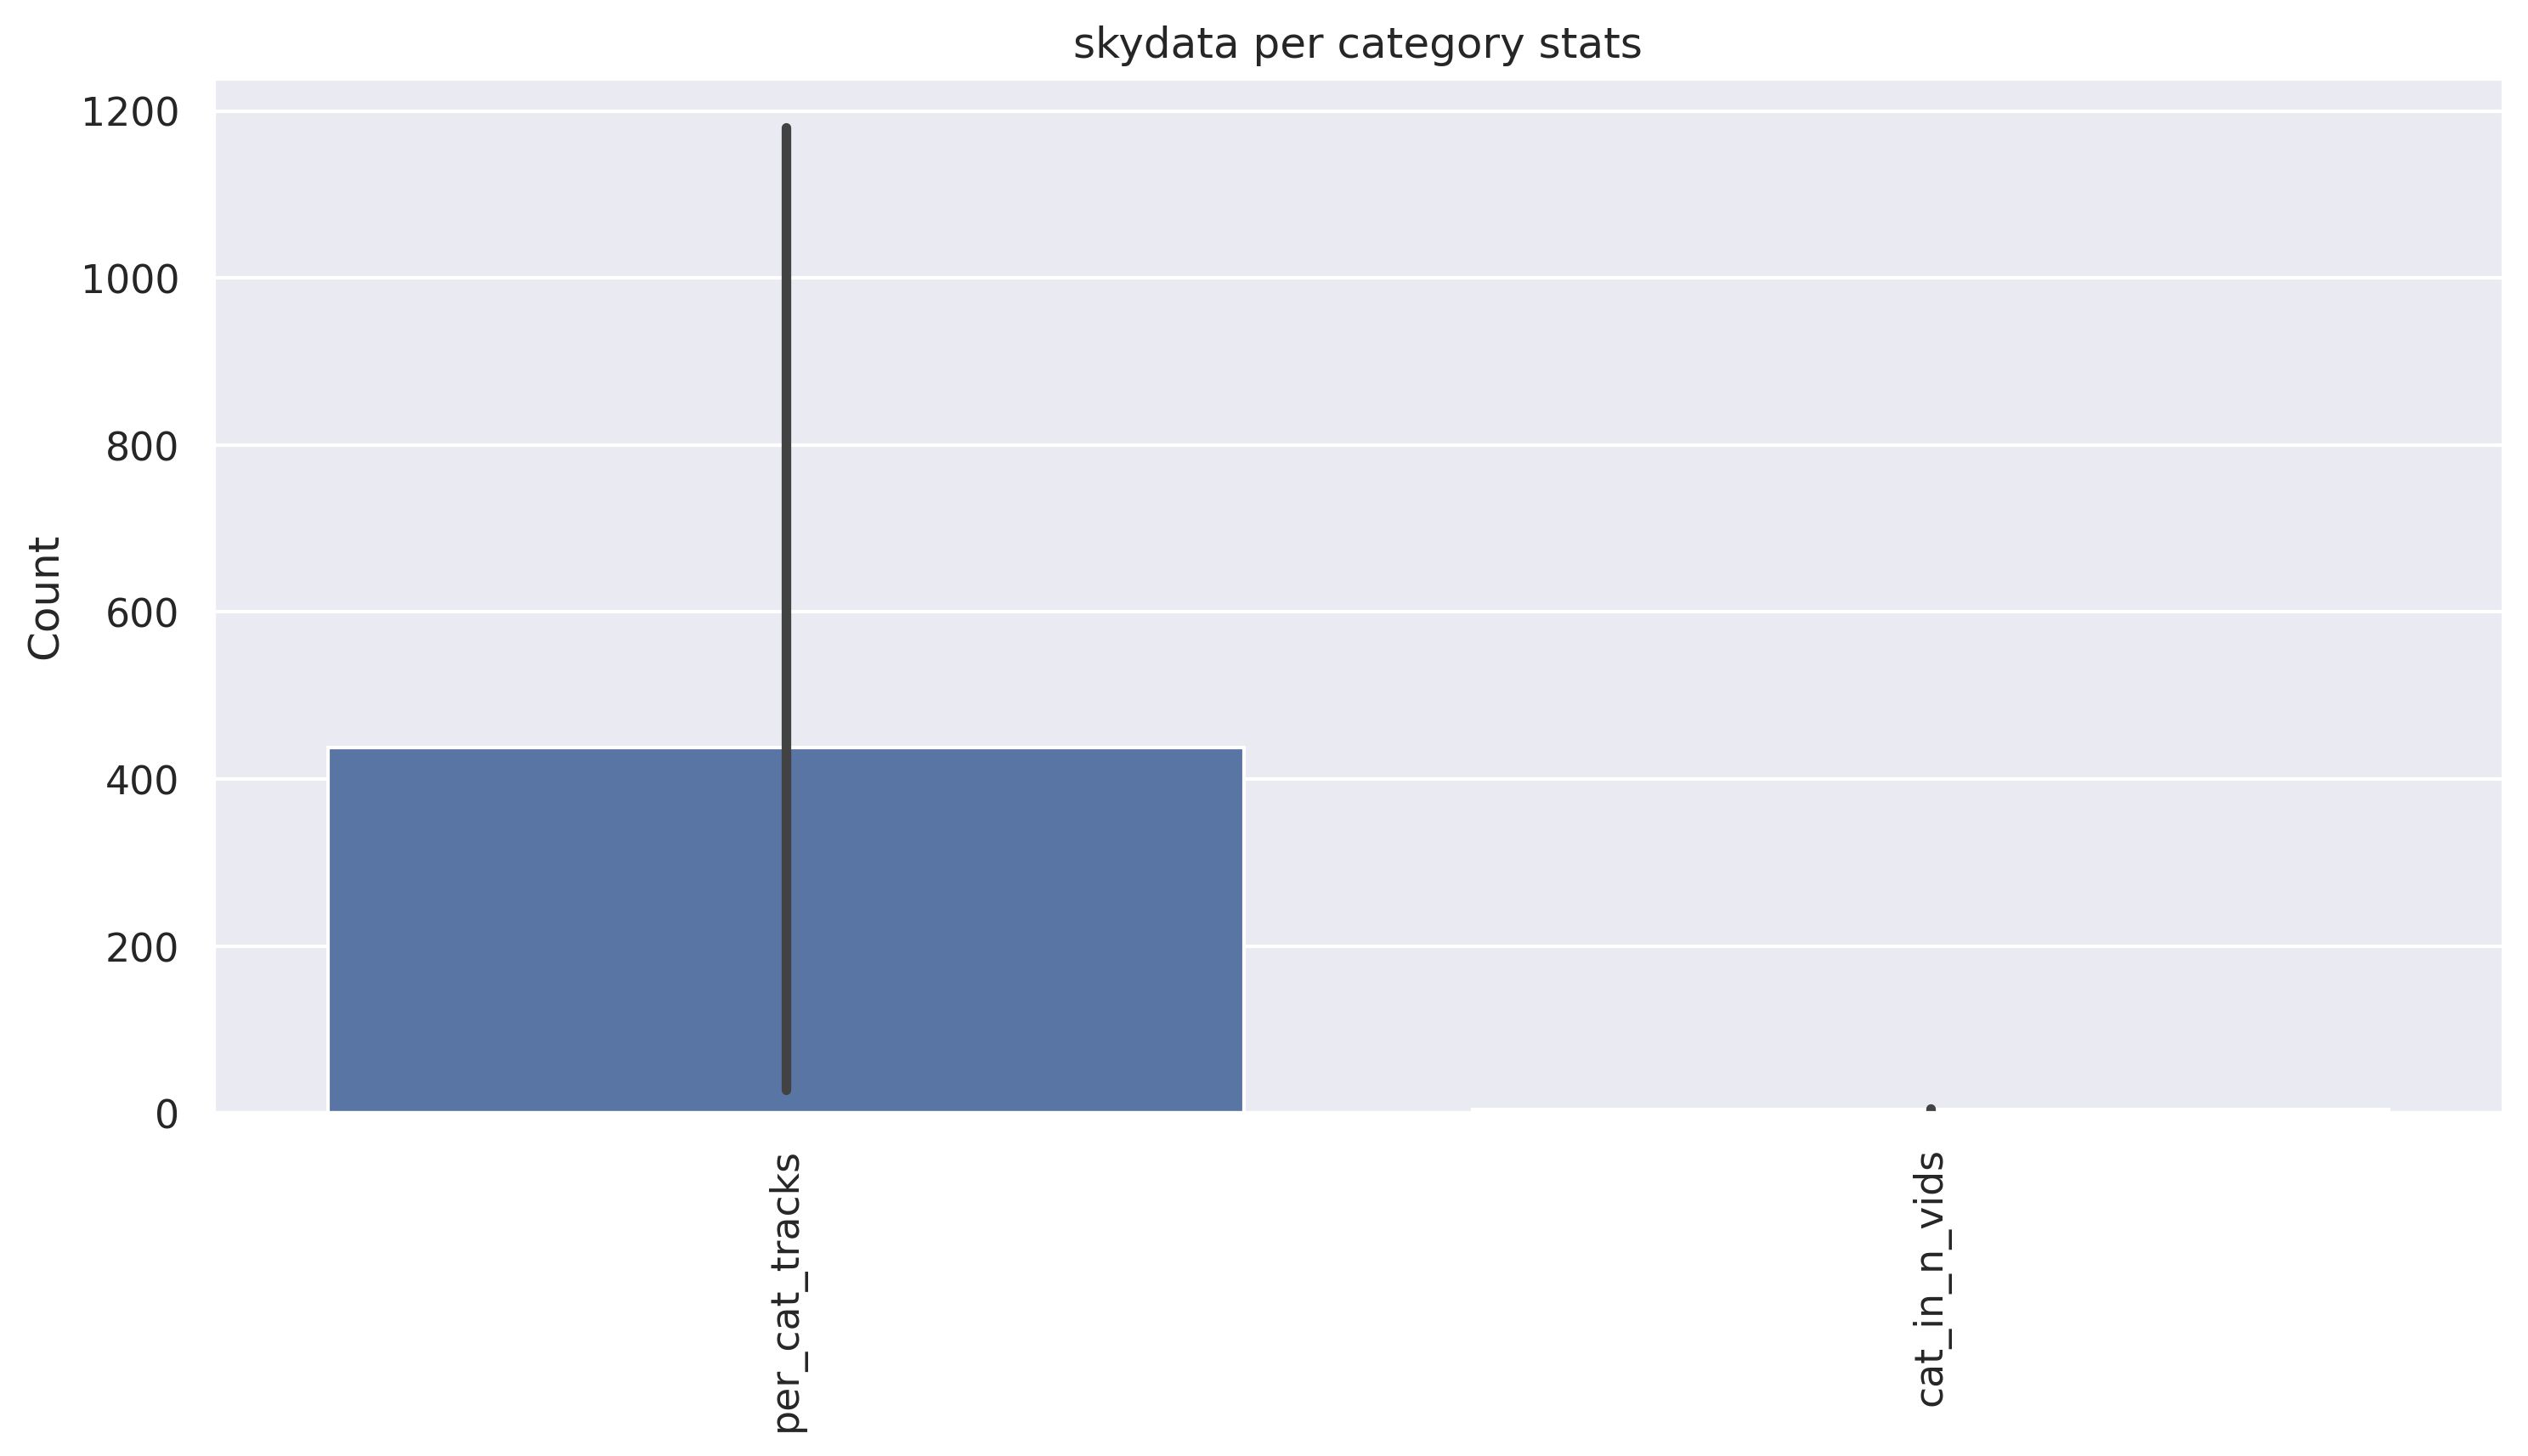 skydata per category stats
1200
1000
800
600
400
200
0
Count
per_cat_tracks
cat_in_n_vids